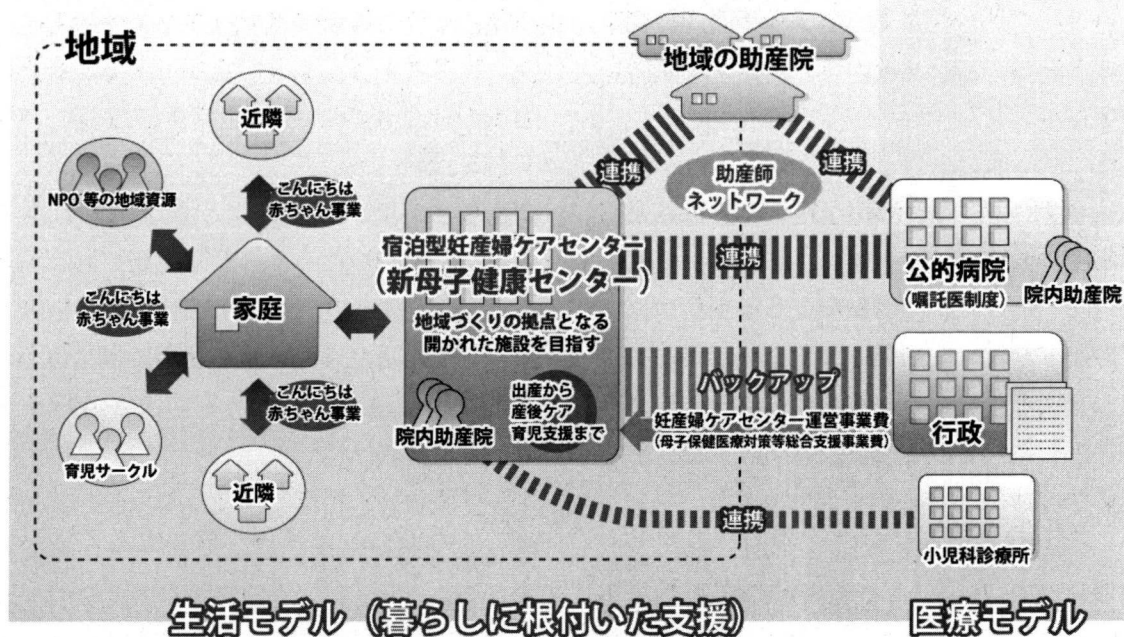 地域
地域の助産院
近隣
NPO等の地域資源
こんにちは
赤ちゃん事業
連携
連携
助産師
ネットワーク
宿泊型妊産婦ケアセンター
（新母子健康センター）
連携
公的病院
（嘱託医制度）
院内助産院
こんにちは
赤ちゃん事業
家庭
地域づくりの拠点となる
開かれた施設を目指す
こんにちは
赤ちゃん事業
院内助産院
出産から
産後ケア
育児支援まで
バックアップ
妊産婦ケアセンター運営事業費
（母子保健医療対策等総合支援事業費）
行政
育児サークル
近隣
連携
小児科診療所
生活モデル（暮らしに根付いた支援）
医療モデル